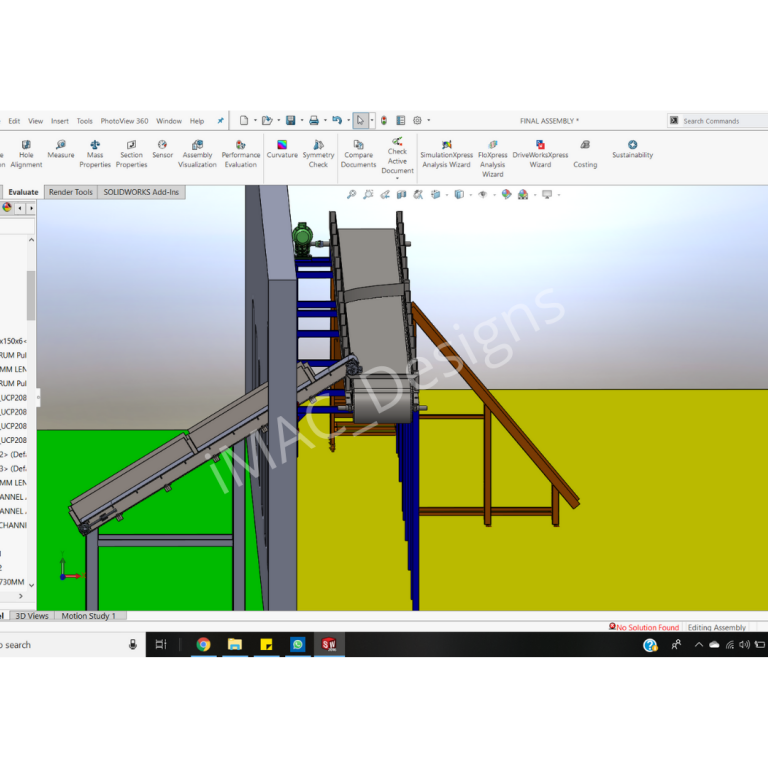 Edit View Insert Tools PhotoView 360 Window Help
FINAL ASSEMBLY *
Search Commands
Hole Alignment
Measure
Mass Properties
Section Properties
Sensor
Assembly Visualization
Performance Evaluation
Curvature
Symmetry Check
Compare Documents
Check Active Document
SimulationXpress Analysis Wizard
FloXpress Analysis Wizard
DriveWorksXpress Wizard
Costing
Sustainability
Evaluate Render Tools SOLIDWORKS Add-Ins
x150x6<
RUM Pul
MM LEN
RUM Pul
UCP208
UCP208
UCP208
UCP208
2> (Defa
3> (Defa
MM LEN
ANNEL
ANNEL
CHANNI
730MM
iMAC_Designs
3D Views Motion Study 1
No Solution Found Editing Assembly
search